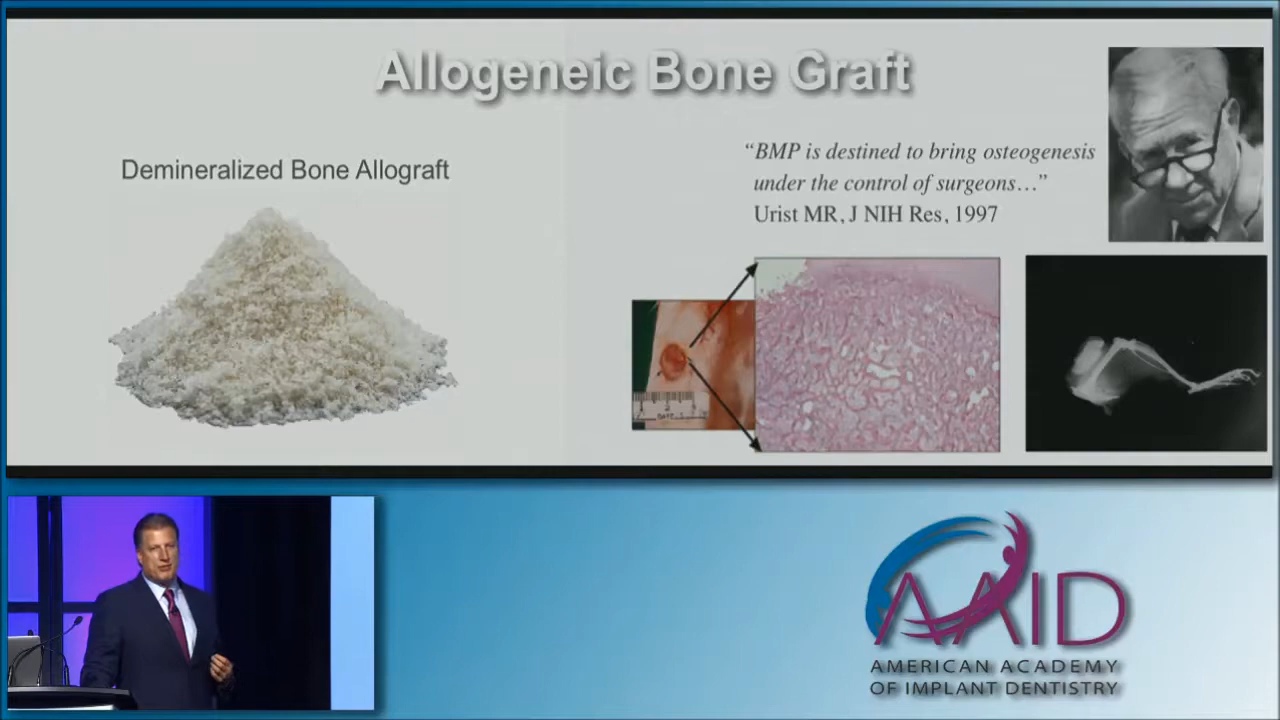 Allogeneic Bone Graft
Demineralized Bone Allograft
“BMP is destined to bring osteogenesis
under the control of surgeons…”
Urist MR, J NIH Res, 1997
AAID
AMERICAN ACADEMY
OF IMPLANT DENTISTRY